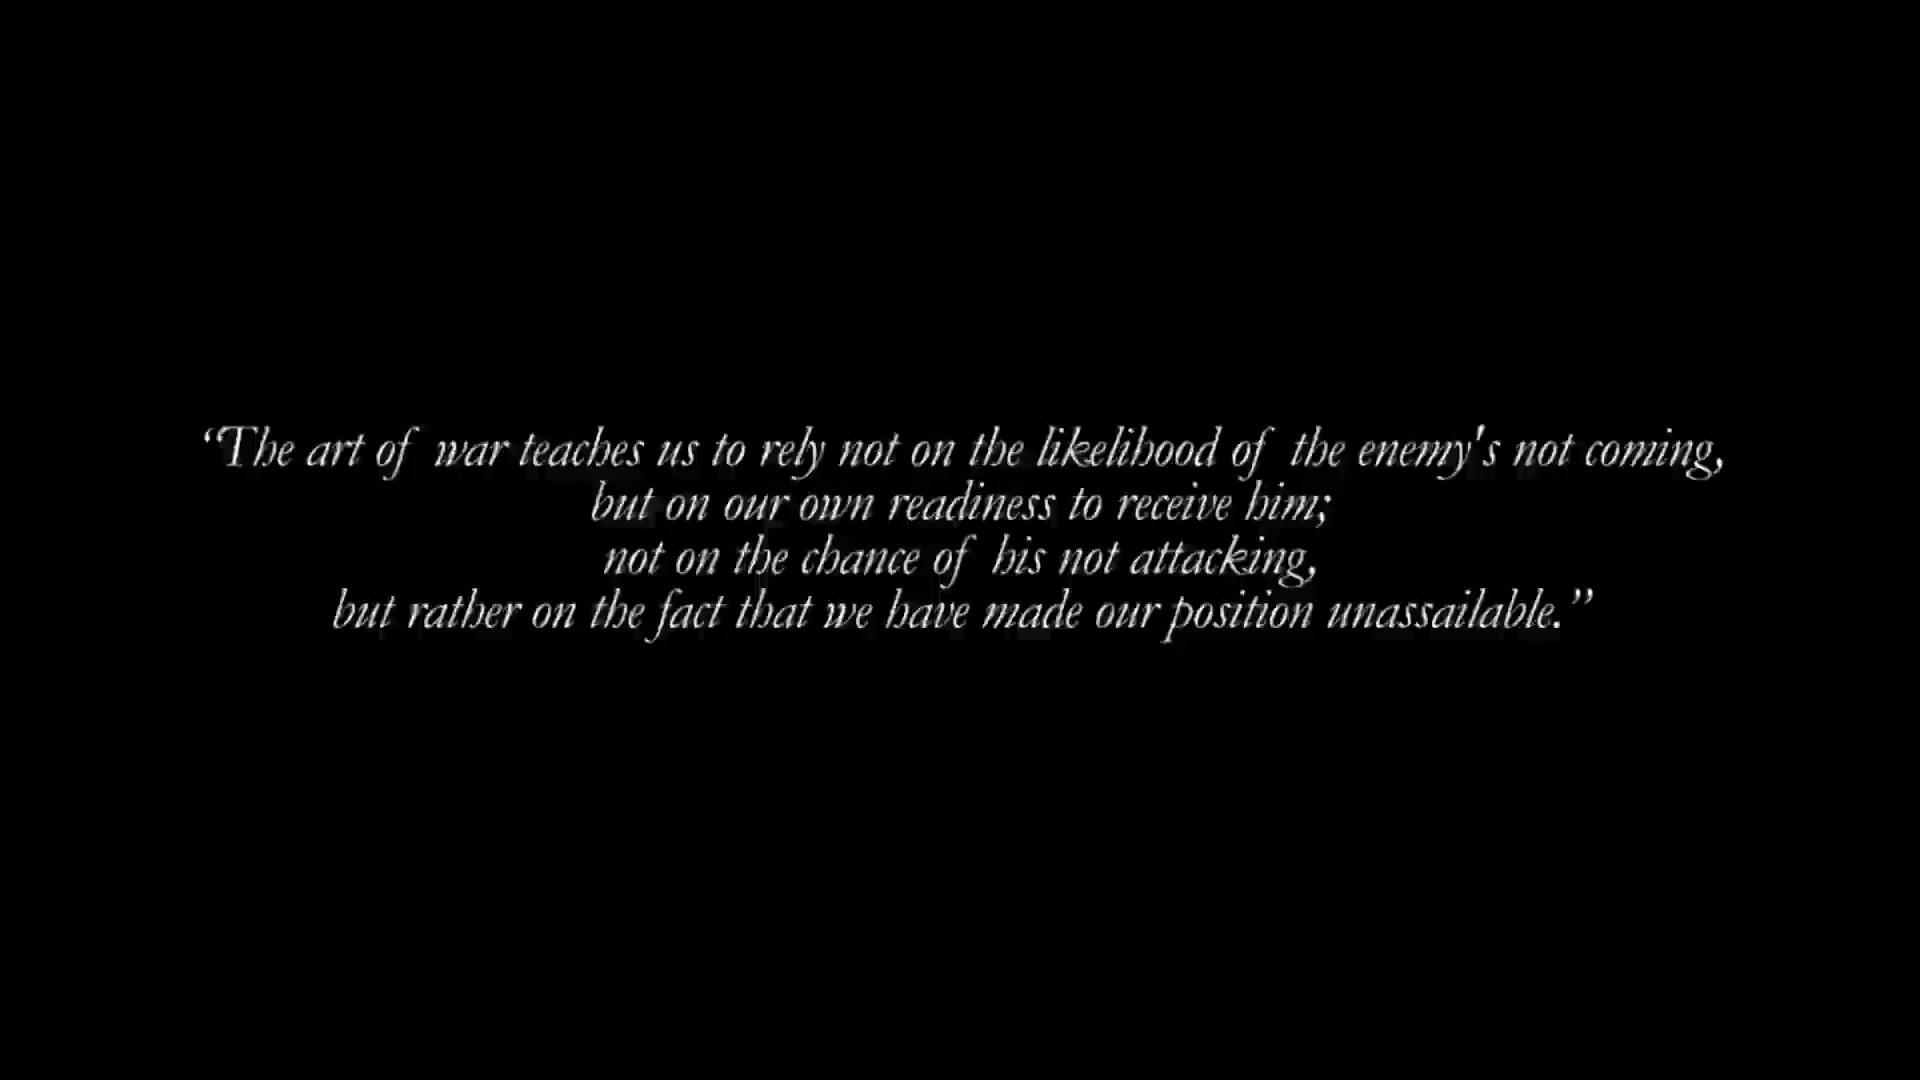 “The art of war teaches us to rely not on the likelihood of the enemy's not coming,
but on our own readiness to receive him;
not on the chance of his not attacking,
but rather on the fact that we have made our position unassailable.”